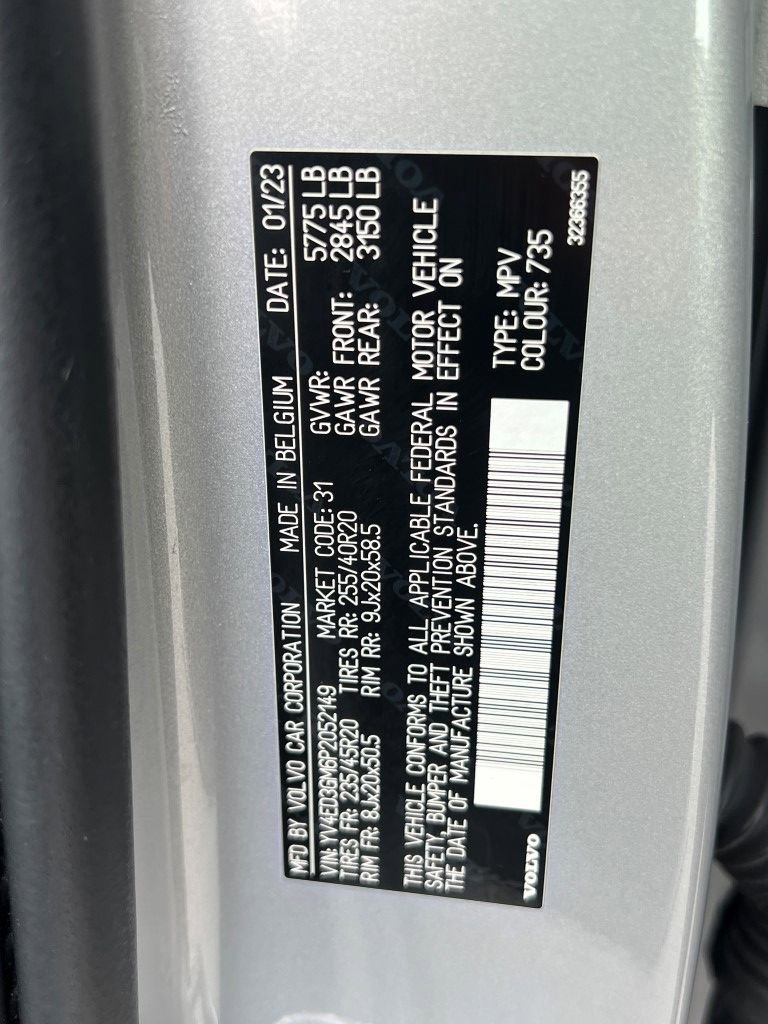 MFD BY VOLVO CAR CORPORATION MADE IN BELGIUM DATE: 01/23
VIN: YV4ED3GM6P2052149 MARKET CODE: 31 GVWR: 5775 LB
TIRES FR: 235/45R20 TIRES RR: 255/40R20 GAWR FRONT: 2845 LB
RIM FR: 8Jx20x50.5 RIM RR: 9Jx20x58.5 GAWR REAR: 3150 LB
THIS VEHICLE CONFORMS TO ALL APPLICABLE FEDERAL MOTOR VEHICLE
SAFETY, BUMPER AND THEFT PREVENTION STANDARDS IN EFFECT ON
THE DATE OF MANUFACTURE SHOWN ABOVE.
TYPE: MPV
COLOUR: 735
VOLVO
32366355